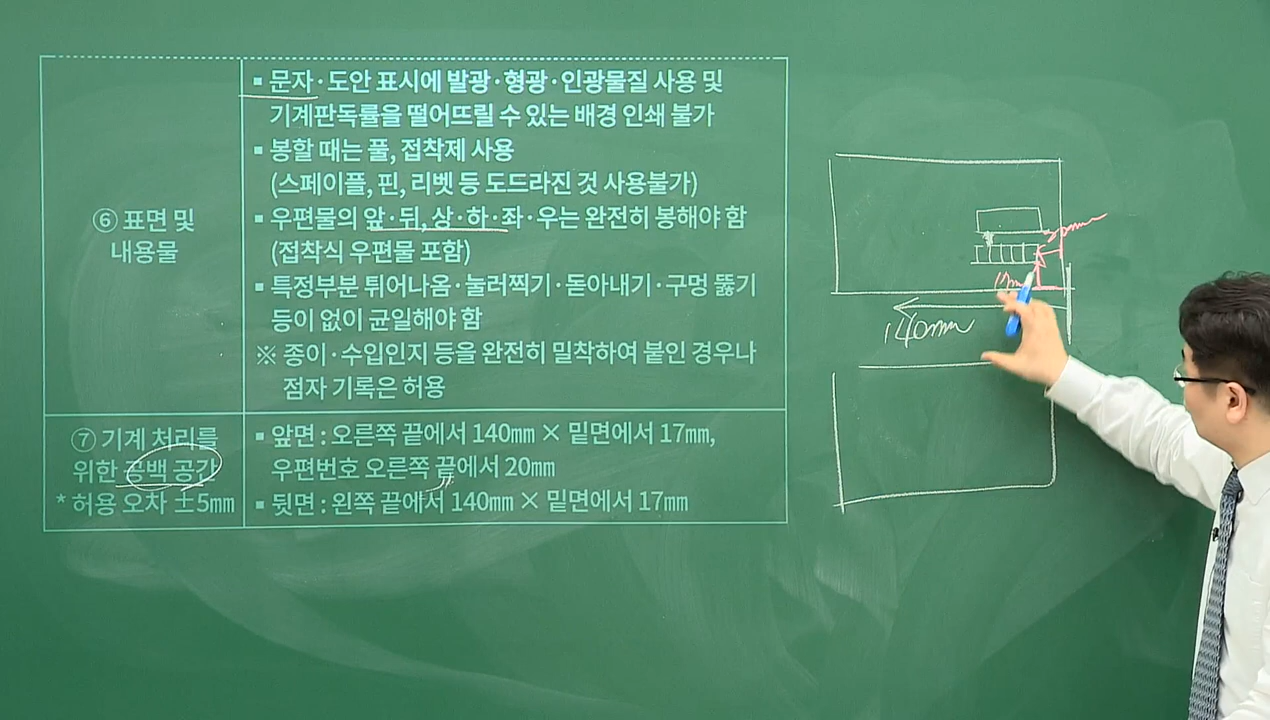 ⑥ 표면 및
내용물
▪ 문자·도안 표시에 발광·형광·인광물질 사용 및
기계판독률을 떨어뜨릴 수 있는 배경 인쇄 불가
▪ 봉할 때는 풀, 접착제 사용
(스페이플, 핀, 리벳 등 도드라진 것 사용불가)
▪ 우편물의 앞·뒤, 상·하·좌·우는 완전히 봉해야 함
(접착식 우편물 포함)
▪ 특정부분 튀어나옴·눌러찍기·돋아내기·구멍 뚫기
등이 없이 균일해야 함
※ 종이·수입인지 등을 완전히 밀착하여 붙인 경우나
점자 기록은 허용
⑦ 기계 처리를
위한 공백 공간
* 허용 오차 ±5mm
▪ 앞면 : 오른쪽 끝에서 140㎜ × 밑면에서 17㎜,
우편번호 오른쪽 끝에서 20㎜
▪ 뒷면 : 왼쪽 끝에서 140㎜ × 밑면에서 17㎜
140mm